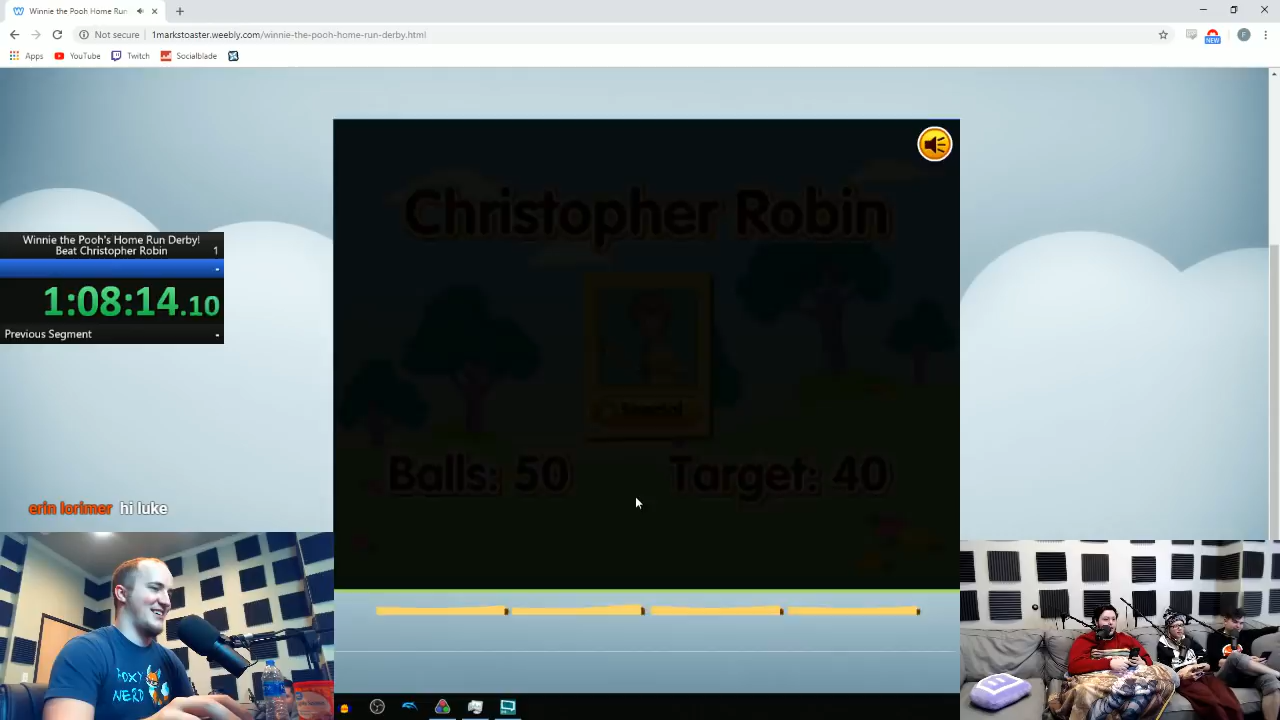 Winnie the Pooh Home Run
Not secure
1markstoaster.weebly.com/winnie-the-pooh-home-run-derby.html
NEW
F
Apps
YouTube
Twitch
Socialblade
Christopher Robin
Special
Balls: 50
Target: 40
Winnie the Pooh's Home Run Derby!
Beat Christopher Robin 1
-
1:08:14.10
Previous Segment -
erin lorimer hi luke
FOXY
NERD